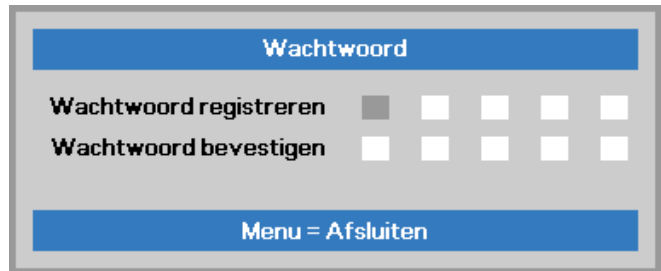 Wachtwoord
Wachtwoord registreren
Wachtwoord bevestigen
Menu = Afsluiten